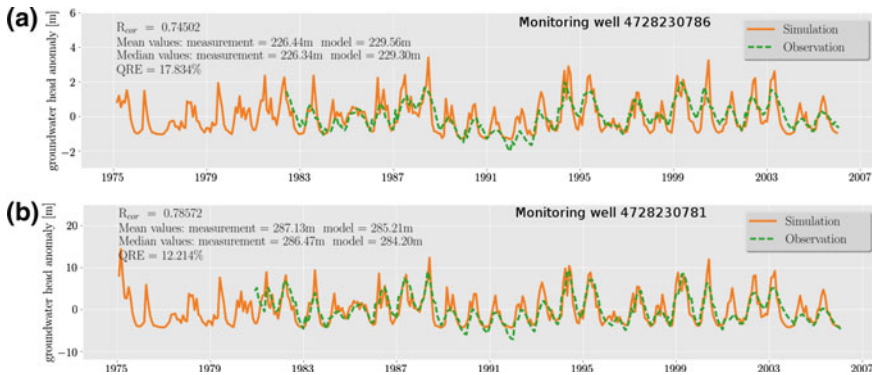 (a)
Monitoring well 4728230786
R_cor = 0.74502
Mean values: measurement = 226.44m model = 229.56m
Median values: measurement = 226.34m model = 229.30m
QRE = 17.834%
Simulation
Observation
groundwater head anomaly [m]
6
4
2
0
−2
1975 1979 1983 1987 1991 1995 1999 2003 2007
(b)
Monitoring well 4728230781
R_cor = 0.78572
Mean values: measurement = 287.13m model = 285.21m
Median values: measurement = 286.47m model = 284.20m
QRE = 12.214%
Simulation
Observation
groundwater head anomaly [m]
20
10
0
−10
1975 1979 1983 1987 1991 1995 1999 2003 2007